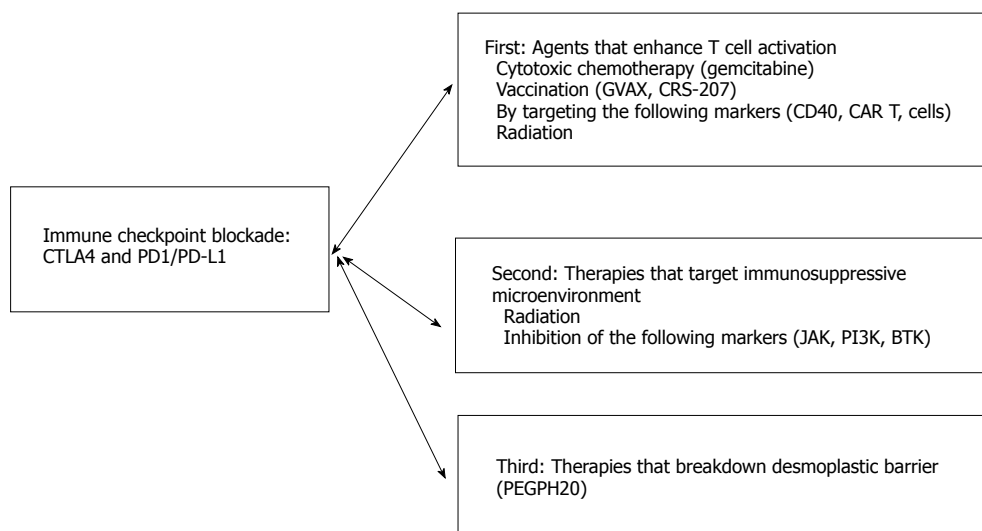 Immune checkpoint blockade:
CTLA4 and PD1/PD-L1
First: Agents that enhance T cell activation
Cytotoxic chemotherapy (gemcitabine)
Vaccination (GVAX, CRS-207)
By targeting the following markers (CD40, CAR T, cells)
Radiation
Second: Therapies that target immunosuppressive
microenvironment
Radiation
Inhibition of the following markers (JAK, PI3K, BTK)
Third: Therapies that breakdown desmoplastic barrier
(PEGPH20)